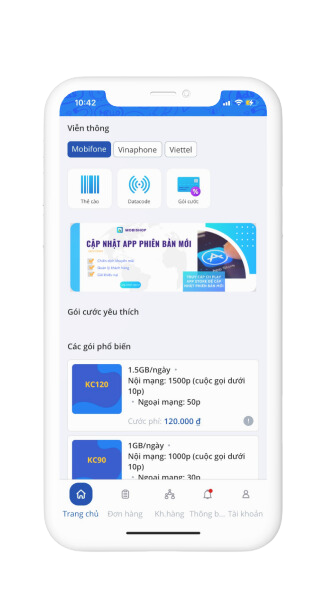 10:42
Viễn thông
Mobifone
Vinaphone
Viettel
Thẻ cào
Datacode
Gói cước
MOBISHOP
CẬP NHẬT APP PHIÊN BẢN MỚI
Gói cước yêu thích
Các gói phổ biến
KC120
1.5GB/ngày
Nội mạng: 1500p (cuộc gọi dưới
10p)
- Ngoại mạng: 50p
Cước phí: 120.000 ₫
KC90
1GB/ngày
Nội mạng: 1000p (cuộc gọi dưới
10p)
- Ngoại mạng: 30p
Trang chủ
Đơn hàng
Kh.hàng
Thông b...
Tài khoản